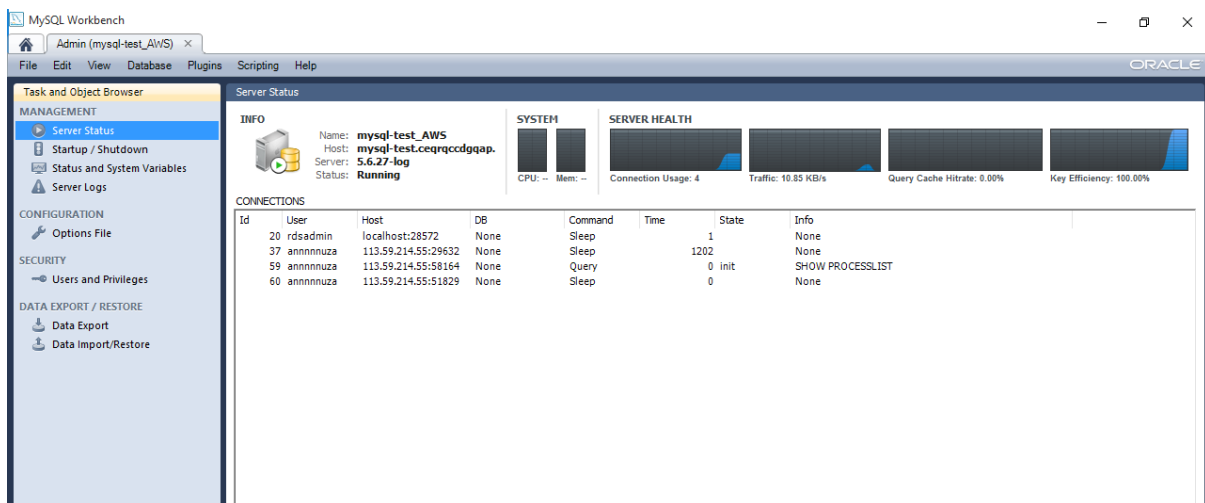 MySQL Workbench
Admin (mysql-test_AWS) ×
File Edit View Database Plugins Scripting Help ORACLE
Task and Object Browser
MANAGEMENT
Server Status
Startup / Shutdown
Status and System Variables
Server Logs
CONFIGURATION
Options File
SECURITY
Users and Privileges
DATA EXPORT / RESTORE
Data Export
Data Import/Restore
Server Status
INFO
Name: mysql-test_AWS
Host: mysql-test.ceqrqccdgqap.
Server: 5.6.27-log
Status: Running
SYSTEM
CPU: -- Mem: --
SERVER HEALTH
Connection Usage: 4 Traffic: 10.85 KB/s Query Cache Hitrate: 0.00% Key Efficiency: 100.00%
CONNECTIONS
Id User Host DB Command Time State Info
20 rdsadmin localhost:28572 None Sleep 1 None
37 annnnnuza 113.59.214.55:29632 None Sleep 1202 None
59 annnnnuza 113.59.214.55:58164 None Query 0 init SHOW PROCESSLIST
60 annnnnuza 113.59.214.55:51829 None Sleep 0 None